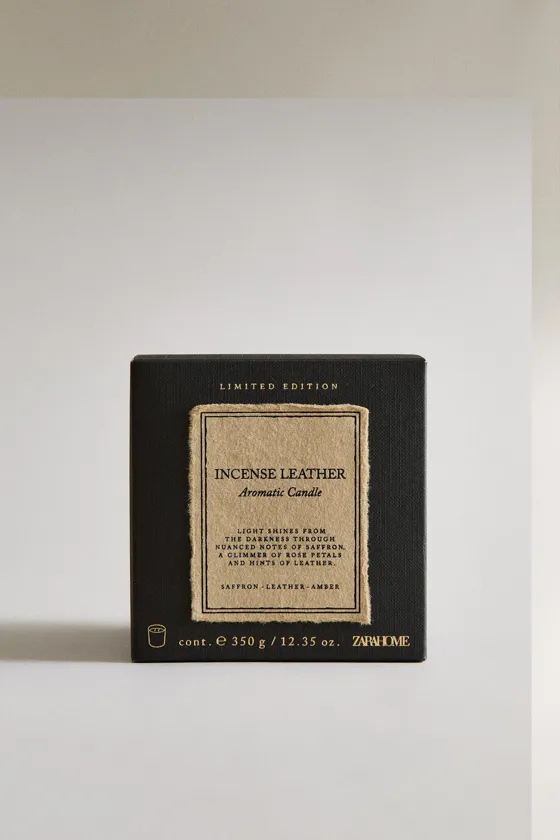 LIMITED EDITION
INCENSE LEATHER
Aromatic Candle
LIGHT SHINES FROM
THE DARKNESS THROUGH
NUANCED NOTES OF SAFFRON,
A GLIMMER OF ROSE PETALS
AND HINTS OF LEATHER.
SAFFRON - LEATHER - AMBER
cont. ℮ 350 g / 12.35 oz. ZARAHOME